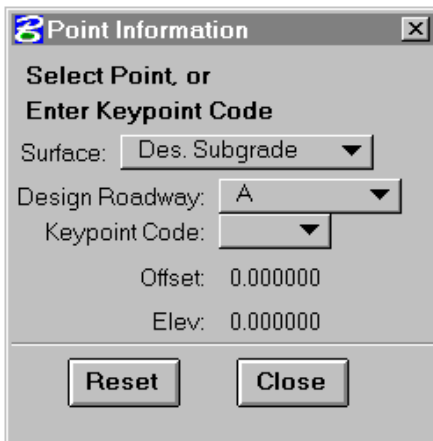 Point Information
Select Point, or
Enter Keypoint Code
Surface: Des. Subgrade
Design Roadway: A
Keypoint Code:
Offset: 0.000000
Elev: 0.000000
Reset Close